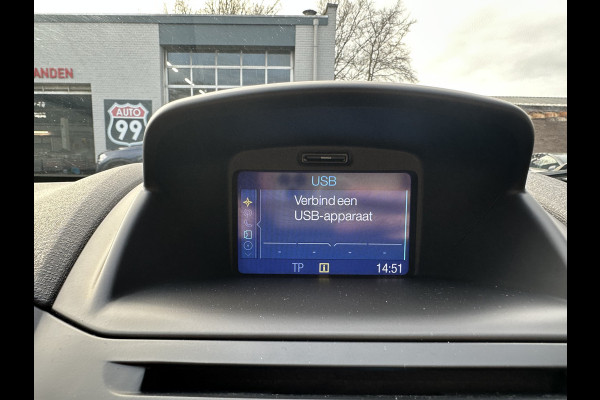 ANDEN
AUTO
99
USB
Verbind een
USB-apparaat
TP
14:51